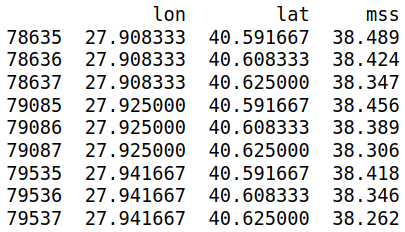 lon lat mss
78635 27.908333 40.591667 38.489
78636 27.908333 40.608333 38.424
78637 27.908333 40.625000 38.347
79085 27.925000 40.591667 38.456
79086 27.925000 40.608333 38.389
79087 27.925000 40.625000 38.306
79535 27.941667 40.591667 38.418
79536 27.941667 40.608333 38.346
79537 27.941667 40.625000 38.262